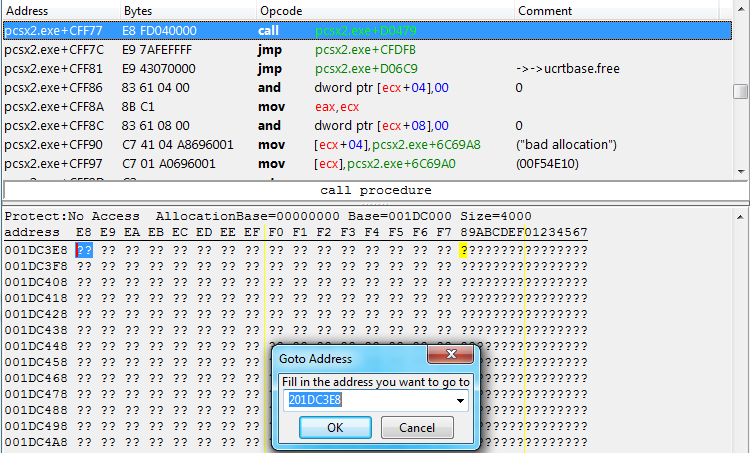 Address Bytes Opcode Comment
pcsx2.exe+CFF77 E8 FD040000 call pcsx2.exe+D0479
pcsx2.exe+CFF7C E9 7AFEFFFF jmp pcsx2.exe+CFDFB
pcsx2.exe+CFF81 E9 43070000 jmp pcsx2.exe+D06C9 ->->ucrtbase.free
pcsx2.exe+CFF86 83 61 04 00 and dword ptr [ecx+04],00 0
pcsx2.exe+CFF8A 8B C1 mov eax,ecx
pcsx2.exe+CFF8C 83 61 08 00 and dword ptr [ecx+08],00 0
pcsx2.exe+CFF90 C7 41 04 A8696001 mov [ecx+04],pcsx2.exe+6C69A8 ("bad allocation")
pcsx2.exe+CFF97 C7 01 A0696001 mov [ecx],pcsx2.exe+6C69A0 (00F54E10)
call procedure
Protect:No Access AllocationBase=00000000 Base=001DC000 Size=4000
address E8 E9 EA EB EC ED EE EF F0 F1 F2 F3 F4 F5 F6 F7 89ABCDEF01234567
001DC3E8 ?? ?? ?? ?? ?? ?? ?? ?? ?? ?? ?? ?? ?? ?? ?? ?? ????????????????
001DC3F8 ?? ?? ?? ?? ?? ?? ?? ?? ?? ?? ?? ?? ?? ?? ?? ?? ????????????????
001DC408 ?? ?? ?? ?? ?? ?? ?? ?? ?? ?? ?? ?? ?? ?? ?? ?? ????????????????
001DC418 ?? ?? ?? ?? ?? ?? ?? ?? ?? ?? ?? ?? ?? ?? ?? ?? ????????????????
001DC428 ?? ?? ?? ?? ?? ?? ?? ?? ?? ?? ?? ?? ?? ?? ?? ?? ????????????????
001DC438 ?? ?? ?? ?? ?? ?? ?? ?? ?? ?? ?? ?? ?? ?? ?? ?? ????????????????
001DC448 ?? ?? ?? ?? ?? ?? ?? ?? ????????????????
001DC458 ?? ?? ?? ?? ?? ?? ?? ?? ????????????????
001DC468 ?? ?? ?? ?? ?? ?? ?? ?? ????????????????
001DC478 ?? ?? ?? ?? ?? ?? ?? ?? ????????????????
001DC488 ?? ?? ?? ?? ?? ?? ?? ?? ????????????????
001DC498 ?? ?? ?? ?? ?? ?? ?? ?? ????????????????
001DC4A8 ?? ?? ?? ?? ?? ?? ?? ?? ????????????????
Goto Address
Fill in the address you want to go to
201DC3E8
OK Cancel